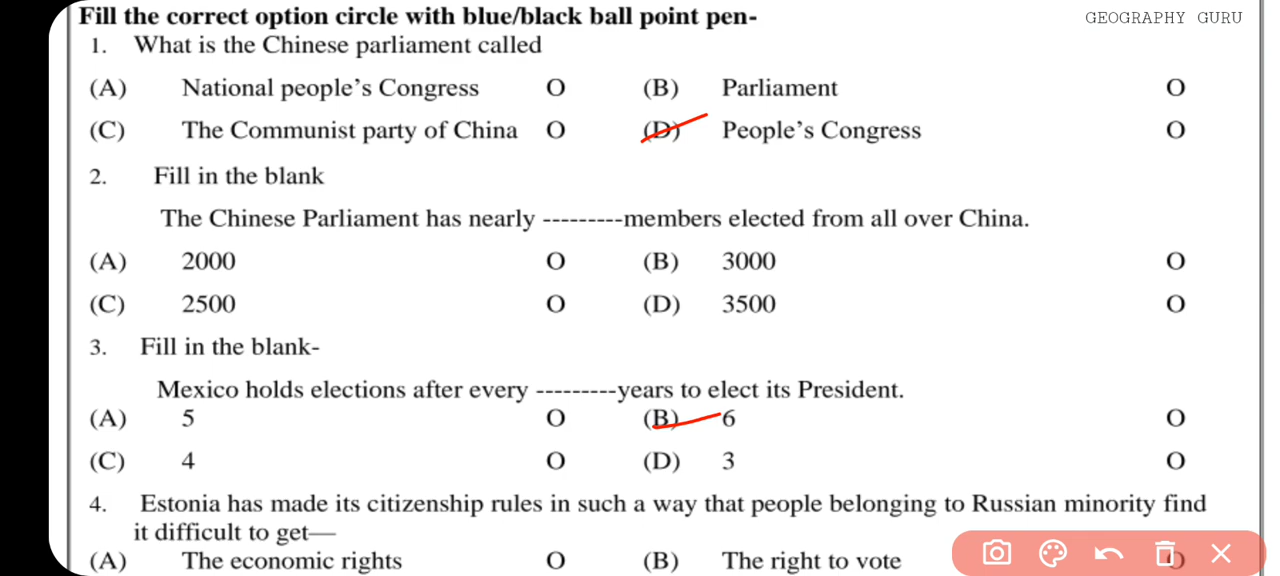 Fill the correct option circle with blue/black ball point pen-
GEOGRAPHY GURU
1. What is the Chinese parliament called
(A) National people’s Congress O (B) Parliament O
(C) The Communist party of China O (D) People’s Congress O
2. Fill in the blank
The Chinese Parliament has nearly ---------members elected from all over China.
(A) 2000 O (B) 3000 O
(C) 2500 O (D) 3500 O
3. Fill in the blank-
Mexico holds elections after every ---------years to elect its President.
(A) 5 O (B) 6 O
(C) 4 O (D) 3 O
4. Estonia has made its citizenship rules in such a way that people belonging to Russian minority find
it difficult to get—
(A) The economic rights O (B) The right to vote O